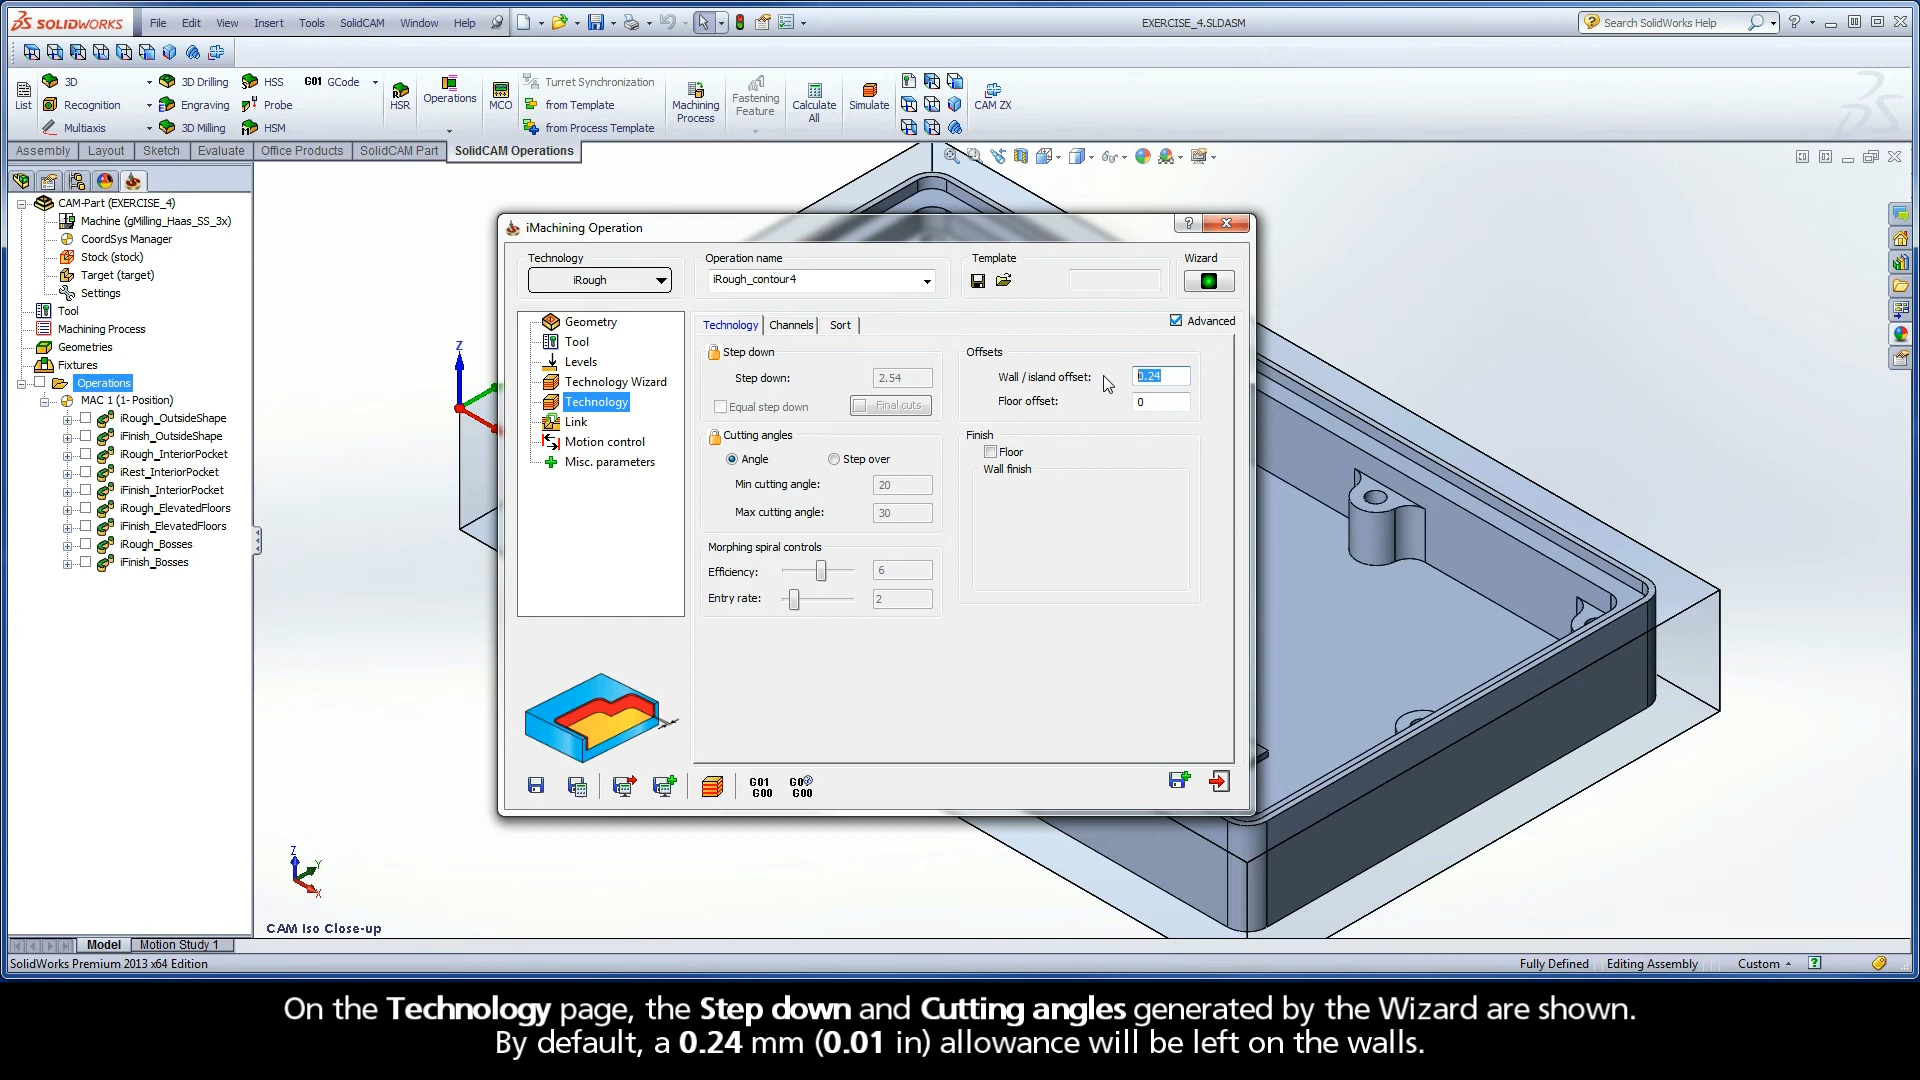 SOLIDWORKS
File Edit View Insert Tools SolidCAM Window Help
EXERCISE_4.SLDASM
Search SolidWorks Help
3D 3D Drilling HSS G01 GCode
Recognition Engraving Probe
Multiaxis 3D Milling HSM
List HSR Operations MCO
Turret Synchronization
from Template
from Process Template
Machining Process
Fastening Feature
Calculate All
Simulate
CAM ZX
Assembly Layout Sketch Evaluate Office Products SolidCAM Part SolidCAM Operations
CAM-Part (EXERCISE_4)
Machine (gMilling_Haas_SS_3x)
CoordSys Manager
Stock (stock)
Target (target)
Settings
Tool
Machining Process
Geometries
Fixtures
Operations
MAC 1 (1- Position)
iRough_OutsideShape
iFinish_OutsideShape
iRough_InteriorPocket
iRest_InteriorPocket
iFinish_InteriorPocket
iRough_ElevatedFloors
iFinish_ElevatedFloors
iRough_Bosses
iFinish_Bosses
iMachining Operation
Technology
iRough
Operation name
iRough_contour4
Template
Wizard
Geometry
Tool
Levels
Technology Wizard
Technology
Link
Motion control
Misc. parameters
Technology Channels Sort
Advanced
Step down
Step down: 2.54
Equal step down Final cuts
Cutting angles
Angle Step over
Min cutting angle: 20
Max cutting angle: 30
Morphing spiral controls
Efficiency: 6
Entry rate: 2
Offsets
Wall / island offset: 0.24
Floor offset: 0
Finish
Floor
Wall finish
G01 G00
G00
Z
Z
Y
X
CAM Iso Close-up
Model Motion Study 1
SolidWorks Premium 2013 x64 Edition
Fully Defined Editing Assembly Custom
On the Technology page, the Step down and Cutting angles generated by the Wizard are shown.
By default, a 0.24 mm (0.01 in) allowance will be left on the walls.